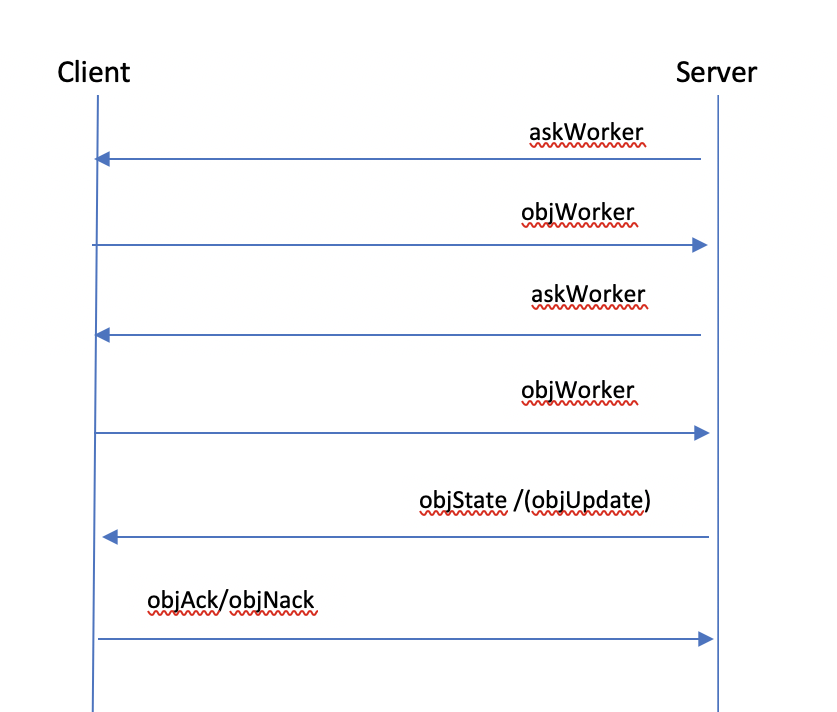 Client
Server
askWorker
objWorker
askWorker
objWorker
objState /(objUpdate)
objAck/objNack